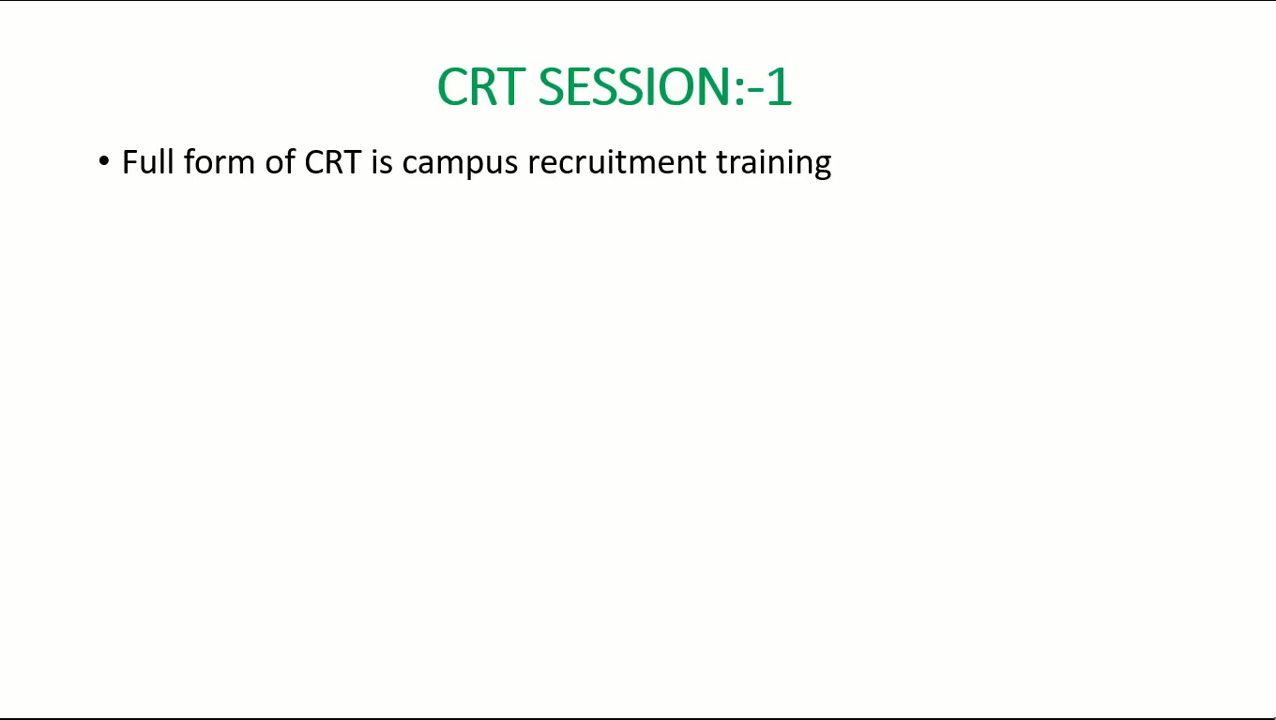 CRT SESSION:-1
• Full form of CRT is campus recruitment training